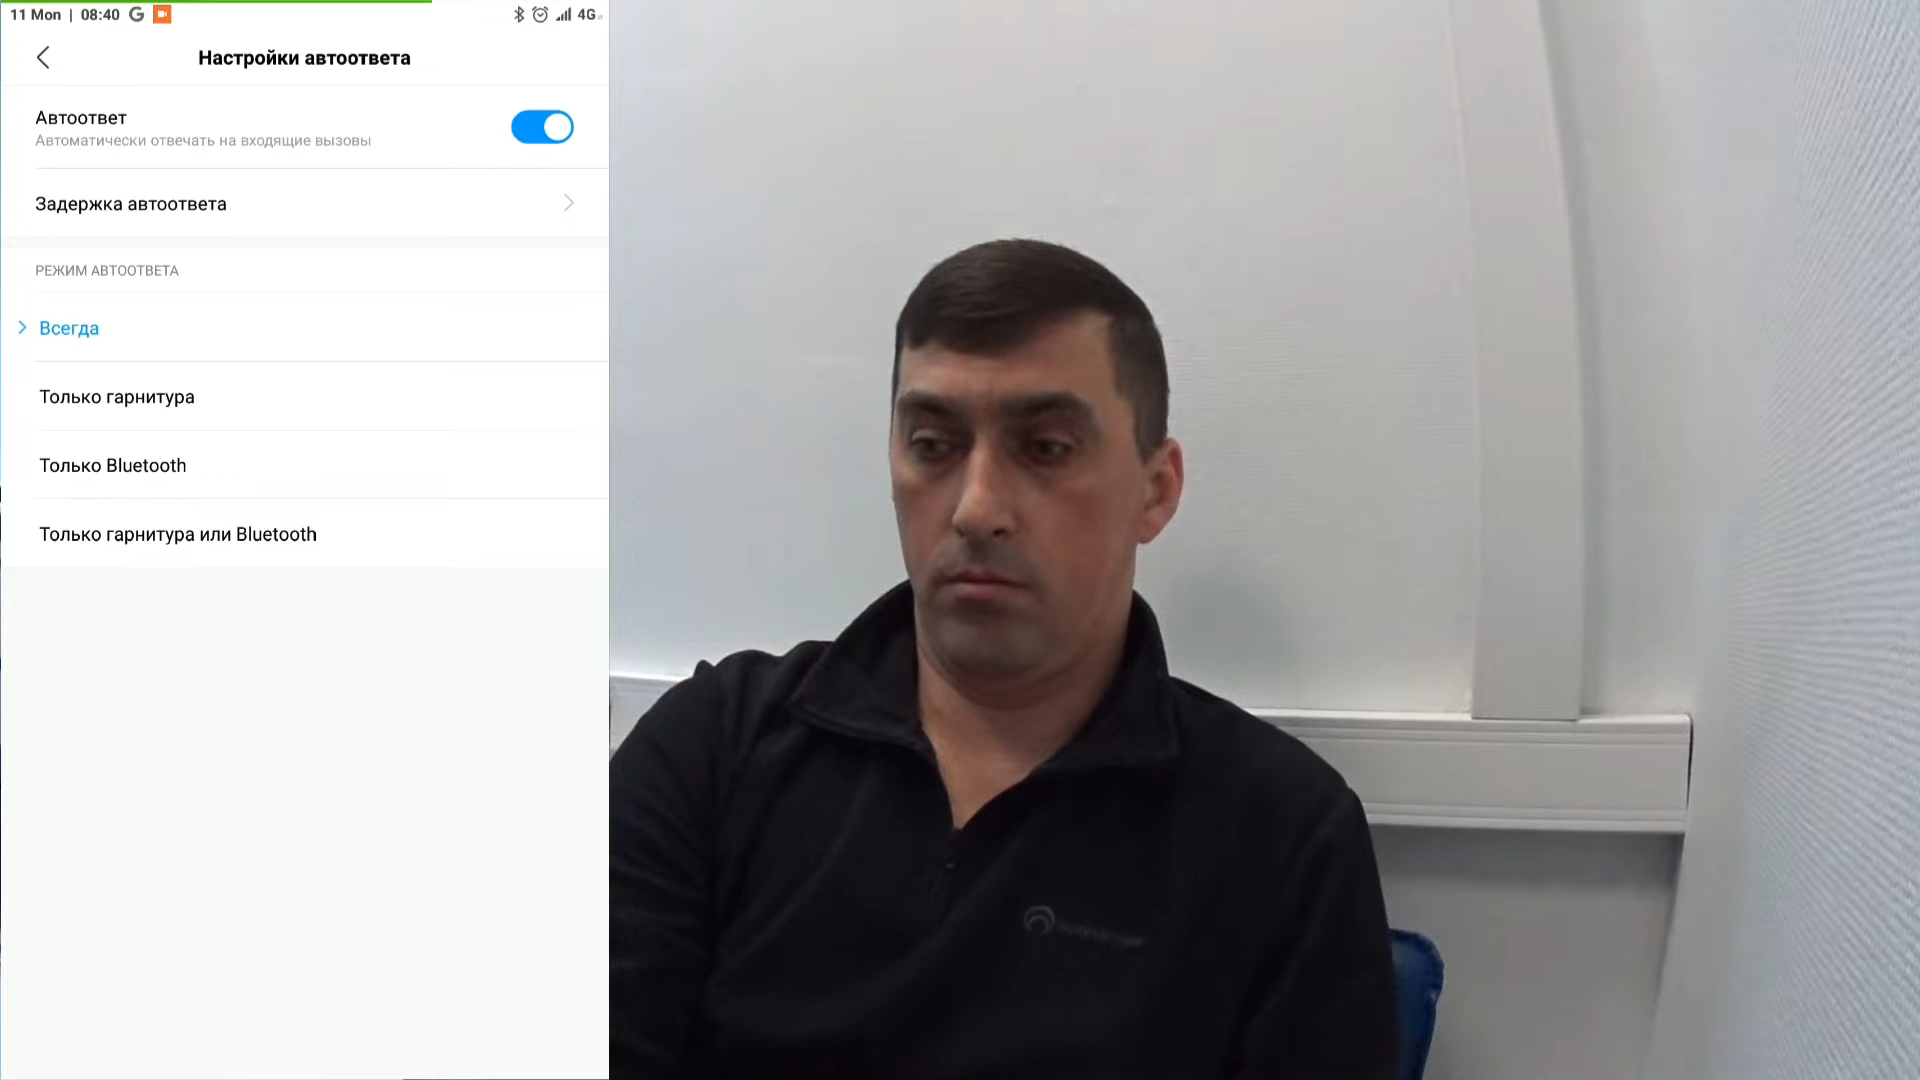 11 Mon | 08:40
4G
Настройки автоответа
Автоответ
Автоматически отвечать на входящие вызовы
Задержка автоответа
РЕЖИМ АВТООТВЕТА
Всегда
Только гарнитура
Только Bluetooth
Только гарнитура или Bluetooth